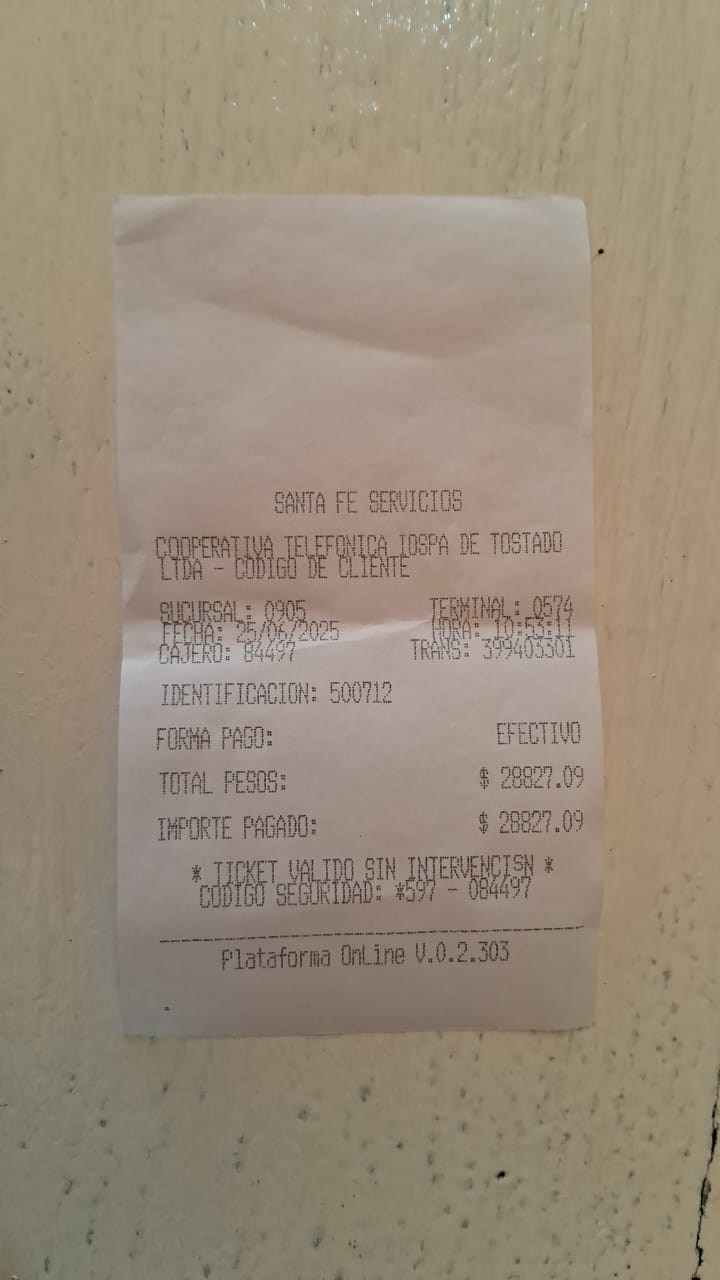 SANTA FE SERVICIOS
COOPERATIVA TELEFONICA IOSPA DE TOSTADO
LTDA - CODIGO DE CLIENTE
SUCURSAL: 0905 TERMINAL: 0574
FECHA: 25/06/2025 HORA: 10:53:11
CAJERO: 84497 TRANS: 399403301
IDENTIFICACION: 500712
FORMA PAGO: EFECTIVO
TOTAL PESOS: $ 28827.09
IMPORTE PAGADO: $ 28827.09
* TICKET VALIDO SIN INTERVENCISN *
CODIGO SEGURIDAD: *597 - 084497
Plataforma OnLine V.0.2.303